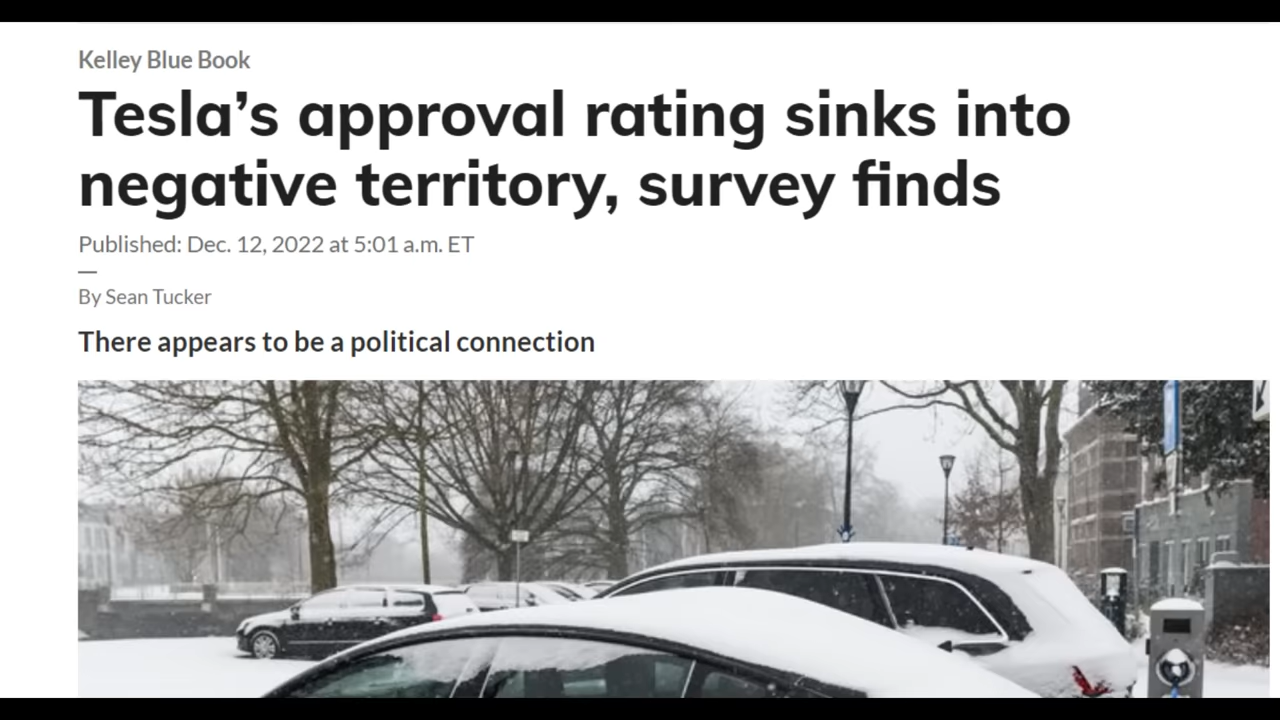 Kelley Blue Book
Tesla’s approval rating sinks into
negative territory, survey finds
Published: Dec. 12, 2022 at 5:01 a.m. ET
—
By Sean Tucker
There appears to be a political connection